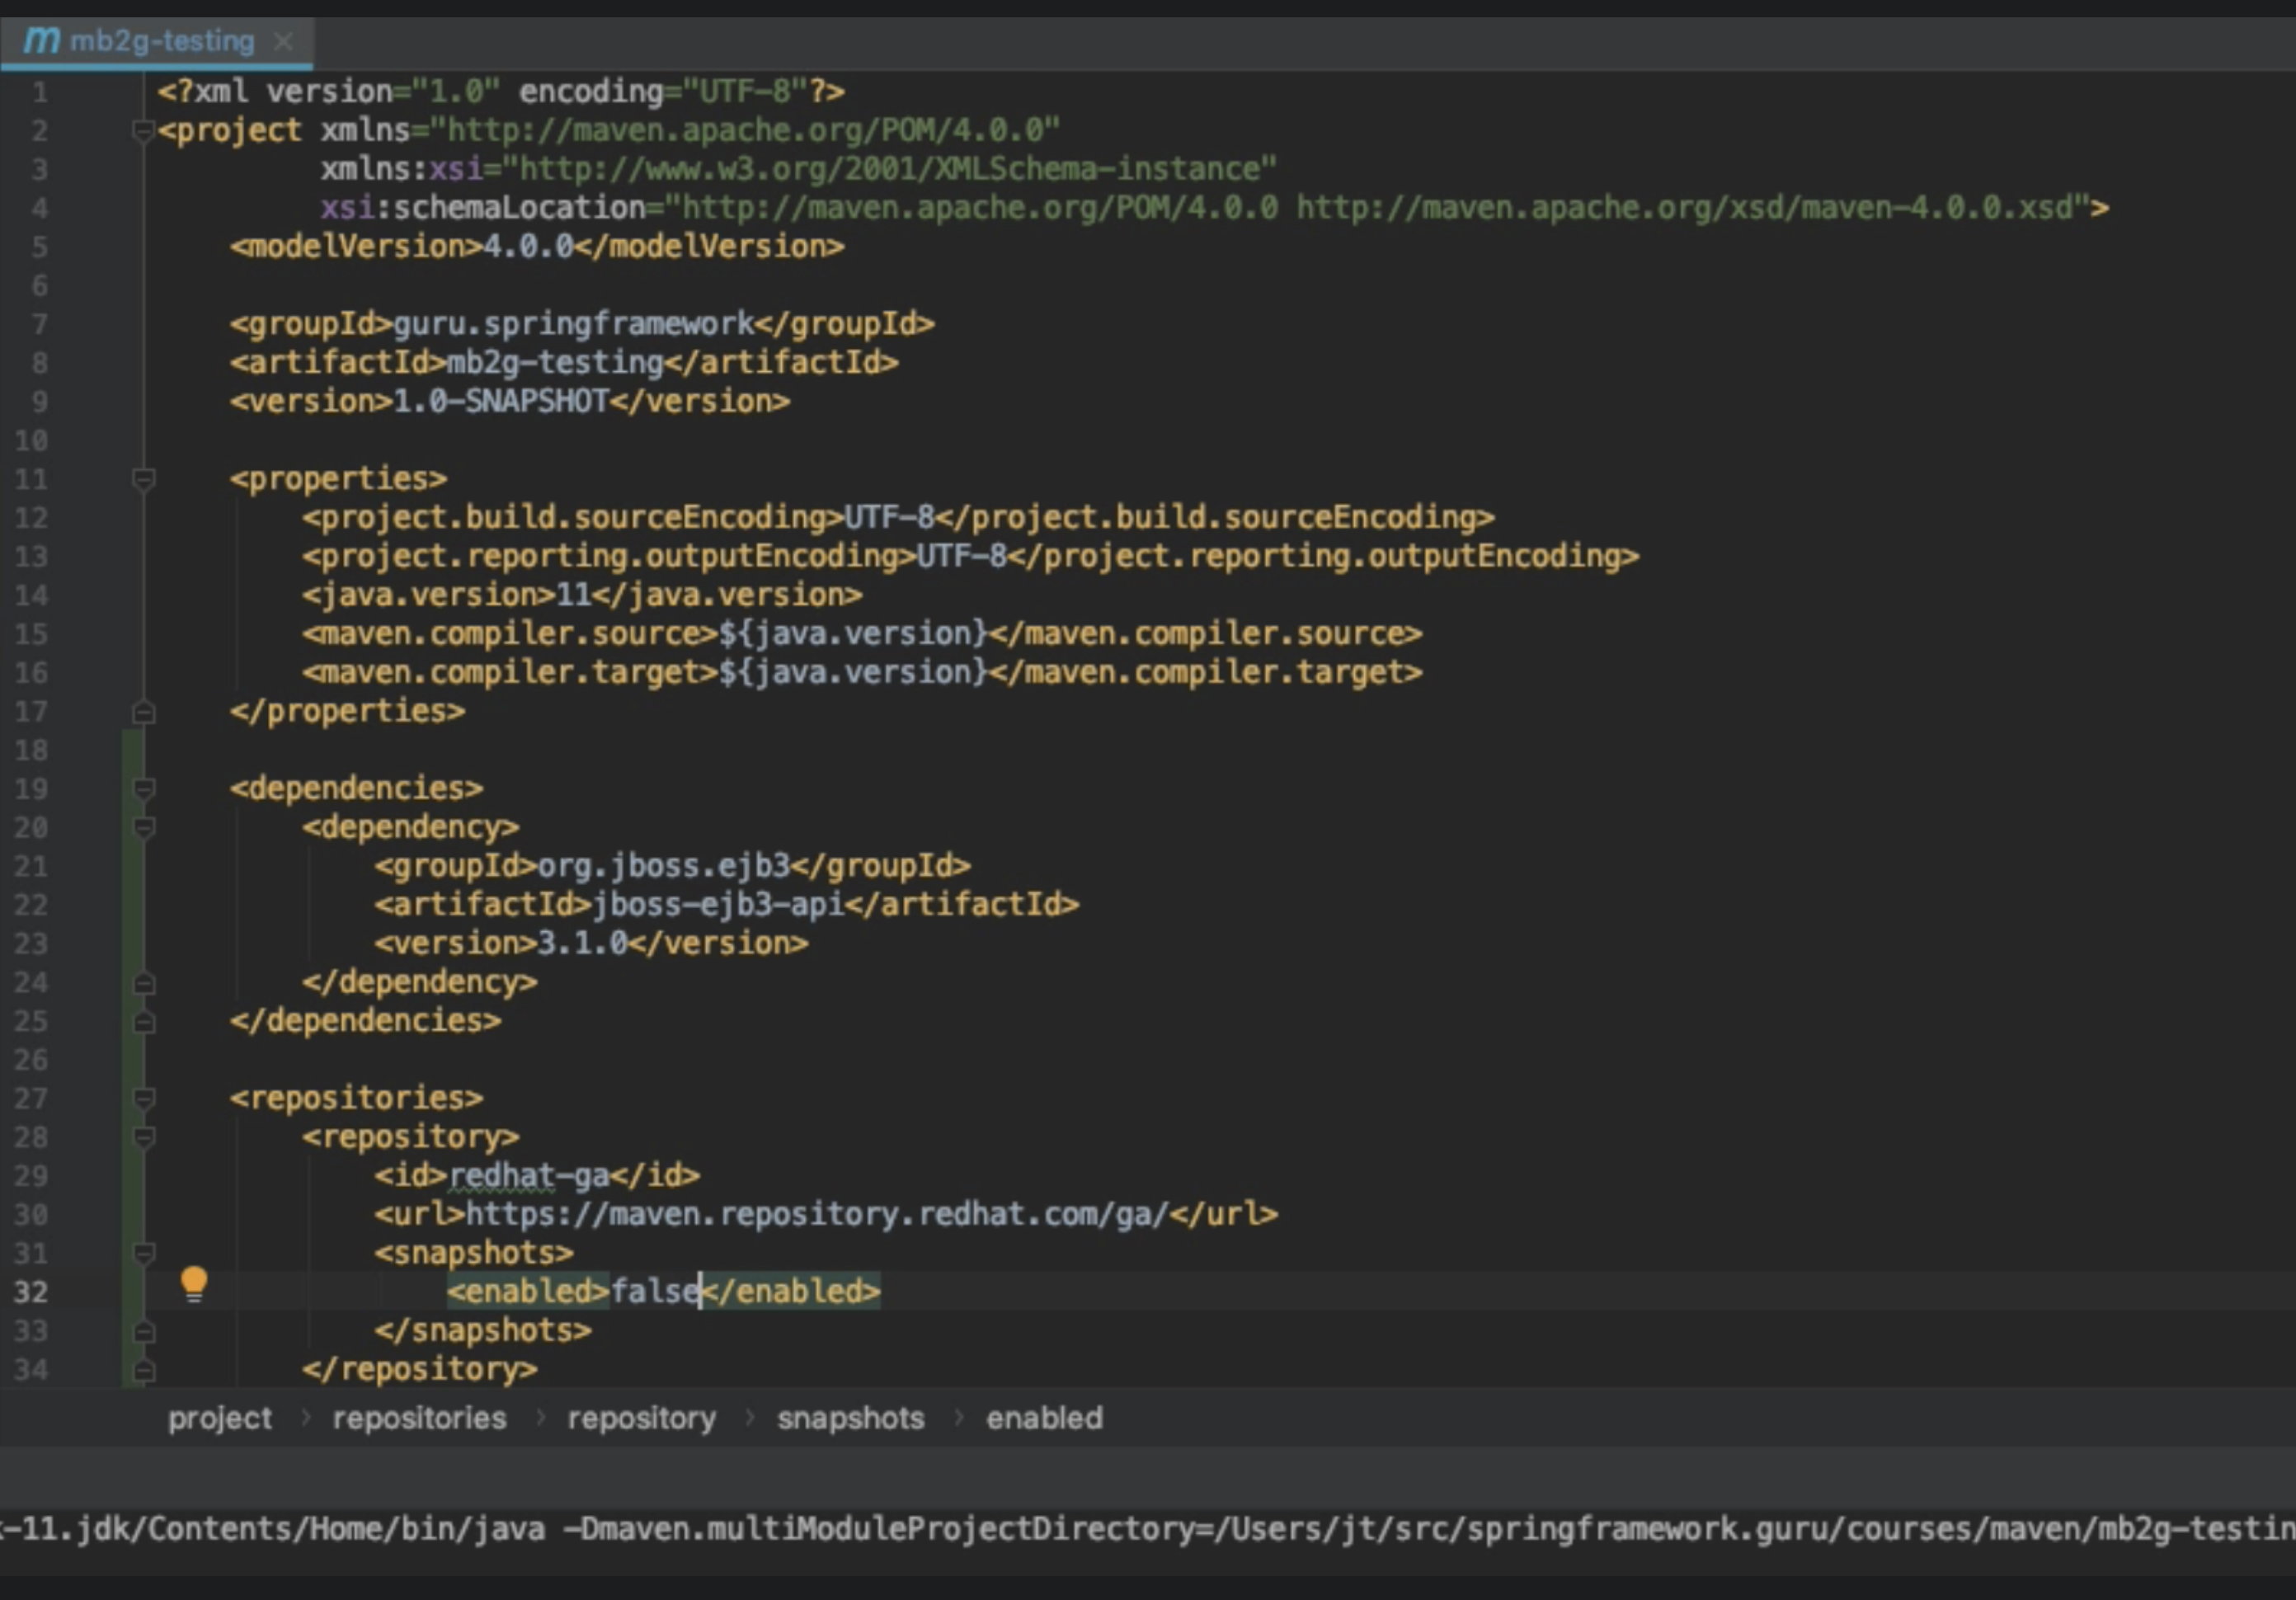 m mb2g-testing ×
1 <?xml version="1.0" encoding="UTF-8"?>
2 <project xmlns="http://maven.apache.org/POM/4.0.0"
3 xmlns:xsi="http://www.w3.org/2001/XMLSchema-instance"
4 xsi:schemaLocation="http://maven.apache.org/POM/4.0.0 http://maven.apache.org/xsd/maven-4.0.0.xsd">
5 <modelVersion>4.0.0</modelVersion>
6
7 <groupId>guru.springframework</groupId>
8 <artifactId>mb2g-testing</artifactId>
9 <version>1.0-SNAPSHOT</version>
10
11 <properties>
12 <project.build.sourceEncoding>UTF-8</project.build.sourceEncoding>
13 <project.reporting.outputEncoding>UTF-8</project.reporting.outputEncoding>
14 <java.version>11</java.version>
15 <maven.compiler.source>${java.version}</maven.compiler.source>
16 <maven.compiler.target>${java.version}</maven.compiler.target>
17 </properties>
18
19 <dependencies>
20 <dependency>
21 <groupId>org.jboss.ejb3</groupId>
22 <artifactId>jboss-ejb3-api</artifactId>
23 <version>3.1.0</version>
24 </dependency>
25 </dependencies>
26
27 <repositories>
28 <repository>
29 <id>redhat-ga</id>
30 <url>https://maven.repository.redhat.com/ga/</url>
31 <snapshots>
32 <enabled>false</enabled>
33 </snapshots>
34 </repository>
project > repositories > repository > snapshots > enabled
-11.jdk/Contents/Home/bin/java -Dmaven.multiModuleProjectDirectory=/Users/jt/src/springframework.guru/courses/maven/mb2g-testin